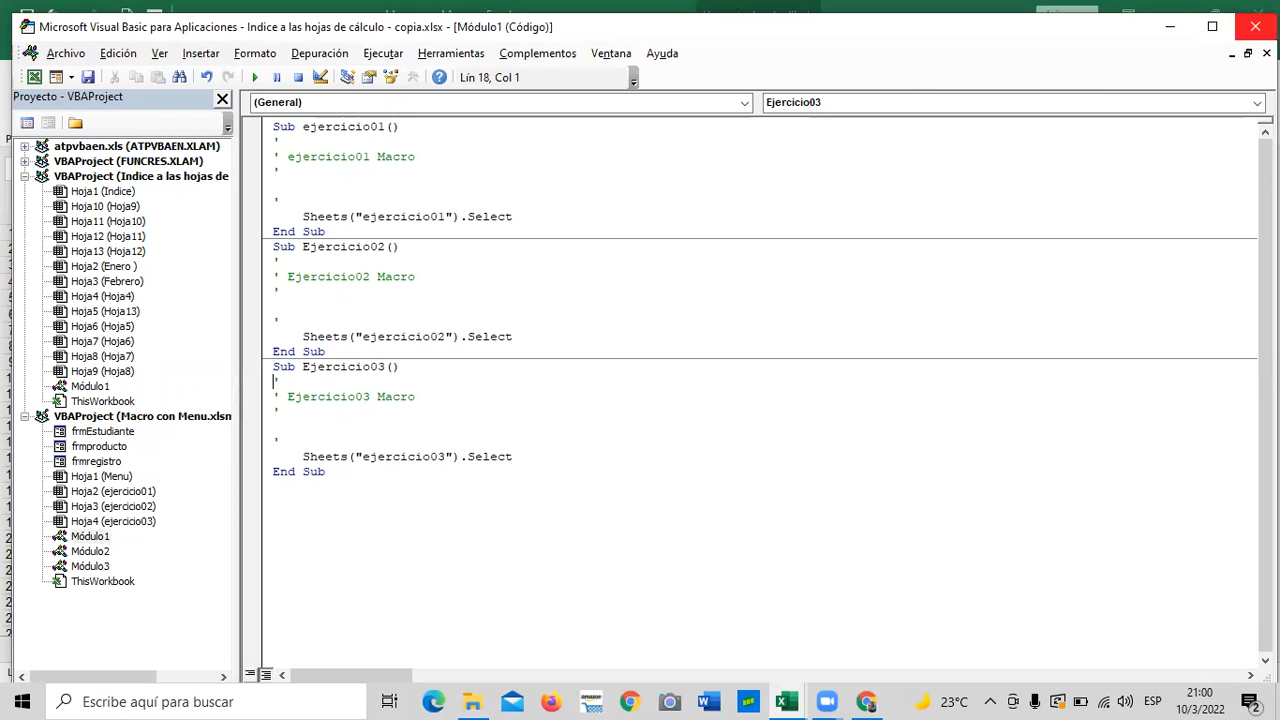 Microsoft Visual Basic para Aplicaciones - Indice a las hojas de cálculo - copia.xlsx - [Módulo1 (Código)]
Archivo Edición Ver Insertar Formato Depuración Ejecutar Herramientas Complementos Ventana Ayuda
Lín 18, Col 1
Proyecto - VBAProject
(General) Ejercicio03
atpvbaen.xls (ATPVBAEN.XLAM)
VBAProject (FUNCRES.XLAM)
VBAProject (Indice a las hojas de
Hoja1 (Indice)
Hoja10 (Hoja9)
Hoja11 (Hoja10)
Hoja12 (Hoja11)
Hoja13 (Hoja12)
Hoja2 (Enero )
Hoja3 (Febrero)
Hoja4 (Hoja4)
Hoja5 (Hoja13)
Hoja6 (Hoja5)
Hoja7 (Hoja6)
Hoja8 (Hoja7)
Hoja9 (Hoja8)
Módulo1
ThisWorkbook
VBAProject (Macro con Menu.xlsm
frmEstudiante
frmproducto
frmregistro
Hoja1 (Menu)
Hoja2 (ejercicio01)
Hoja3 (ejercicio02)
Hoja4 (ejercicio03)
Módulo1
Módulo2
Módulo3
ThisWorkbook
Sub ejercicio01()
'
' ejercicio01 Macro
'
'
Sheets("ejercicio01").Select
End Sub
Sub Ejercicio02()
'
' Ejercicio02 Macro
'
'
Sheets("ejercicio02").Select
End Sub
Sub Ejercicio03()
'
' Ejercicio03 Macro
'
'
Sheets("ejercicio03").Select
End Sub
Escribe aquí para buscar
amazon
23°C
ESP
21:00
10/3/2022
2